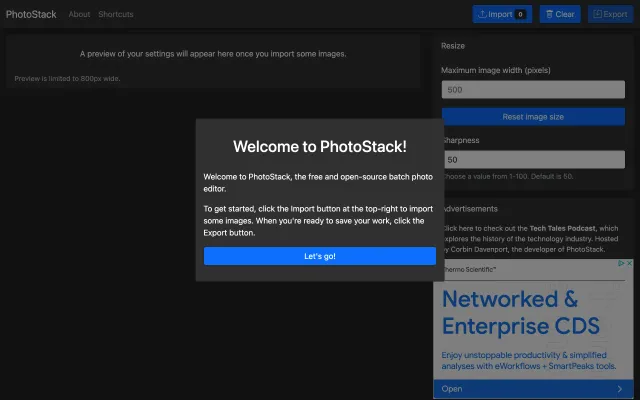 PhotoStack About Shortcuts Import 0 Clear Export
A preview of your settings will appear here once you import some images.
Preview is limited to 800px wide.
Resize
Maximum image width (pixels)
500
Reset image size
Sharpness
50
Choose a value from 1-100. Default is 50.
Advertisements
Click here to check out the Tech Tales Podcast, which
explores the history of the technology industry. Hosted
by Corbin Davenport, the developer of PhotoStack.
Thermo Scientific™
Networked &
Enterprise CDS
Enjoy unstoppable productivity & simplified
analyses with eWorkflows + SmartPeaks tools.
Open
Welcome to PhotoStack!
Welcome to PhotoStack, the free and open-source batch photo
editor.
To get started, click the Import button at the top-right to import
some images. When you're ready to save your work, click the
Export button.
Let's go!